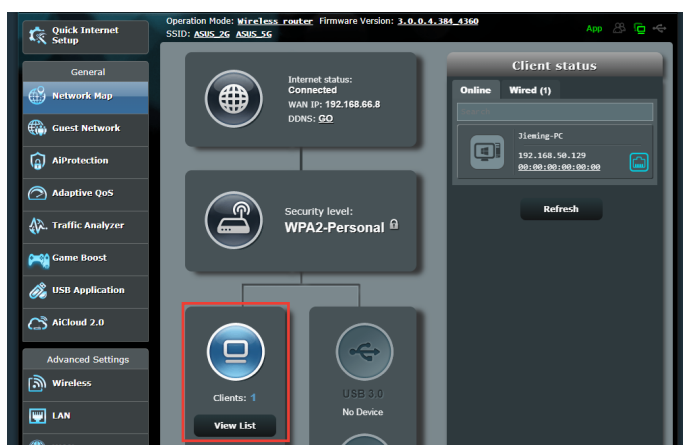 Operation Mode: Wireless router Firmware Version: 3.0.0.4.384_4360
SSID: ASUS_2G ASUS_5G
App
Quick Internet
Setup
General
Network Map
Guest Network
AiProtection
Adaptive QoS
Traffic Analyzer
Game Boost
USB Application
AiCloud 2.0
Advanced Settings
Wireless
LAN
Internet status:
Connected
WAN IP: 192.168.66.8
DDNS: GO
Security level:
WPA2-Personal
Clients: 1
View List
USB 3.0
No Device
Client status
Online Wired (1)
Jieming-PC
192.168.50.129
00:00:00:00:00:00
Refresh